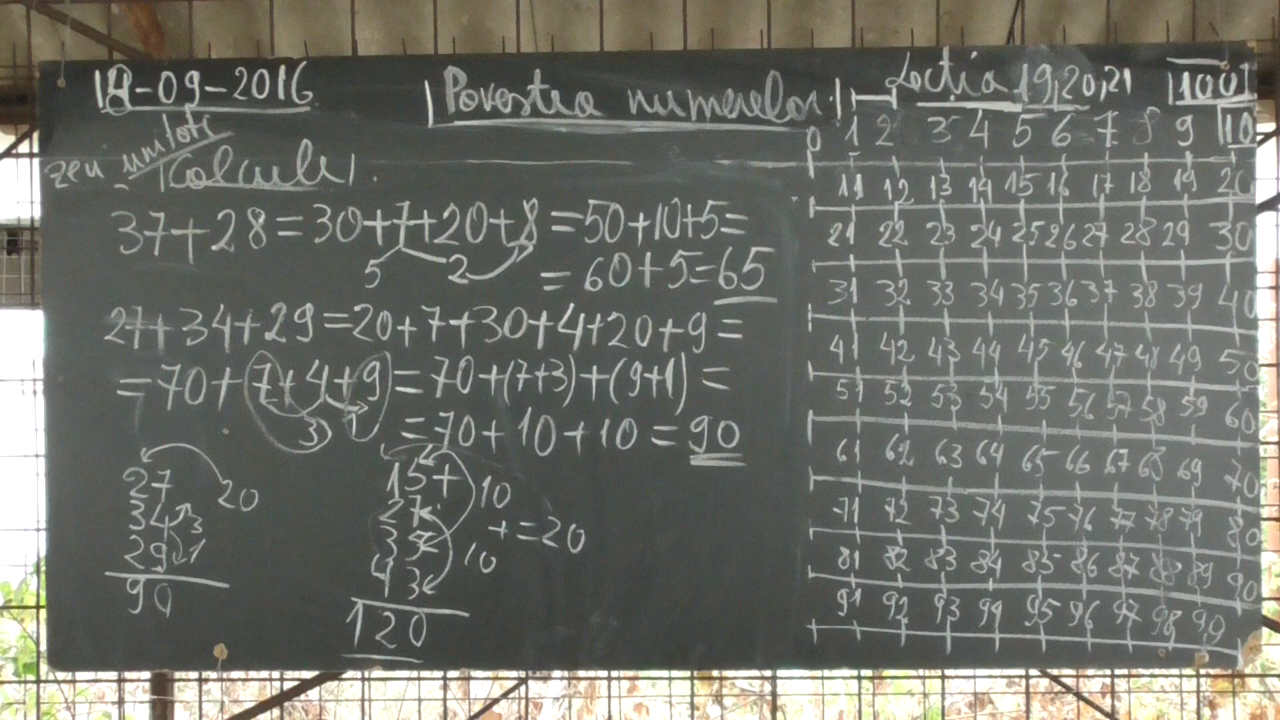 14-09-2016
Povestea numerelor
Lectia 19,20,21
100
zeci unitati
Calcule
37+28=30+7+20+8=50+10+5=
5 2
=60+5=65
27+34+29=20+7+30+4+20+9=
=70+(7+4+9)=70+(7+3)+(9+1)=
3 1
=70+10+10=90
27
34
29
90
20
3
1
15+
27
35
43
120
10
10
+=20
0 1 2 3 4 5 6 7 8 9 10
11 12 13 14 15 16 17 18 19 20
21 22 23 24 25 26 27 28 29 30
31 32 33 34 35 36 37 38 39 40
41 42 43 44 45 46 47 48 49 50
51 52 53 54 55 56 57 58 59 60
61 62 63 64 65 66 67 68 69 70
71 72 73 74 75 76 77 78 79 80
81 82 83 84 85 86 87 88 89 90
91 92 93 94 95 96 97 98 99